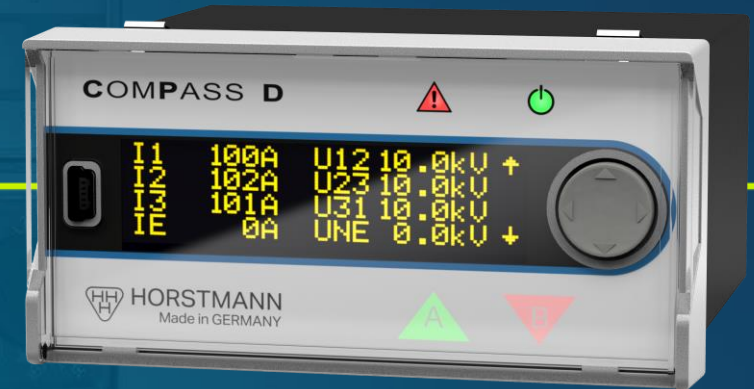 COMPASS D
I1 100A U12 10.0kV
I2 102A U23 10.0kV
I3 101A U31 10.0kV
IE 0A UNE 0.0kV
HHH HORSTMANN
Made in GERMANY
A B